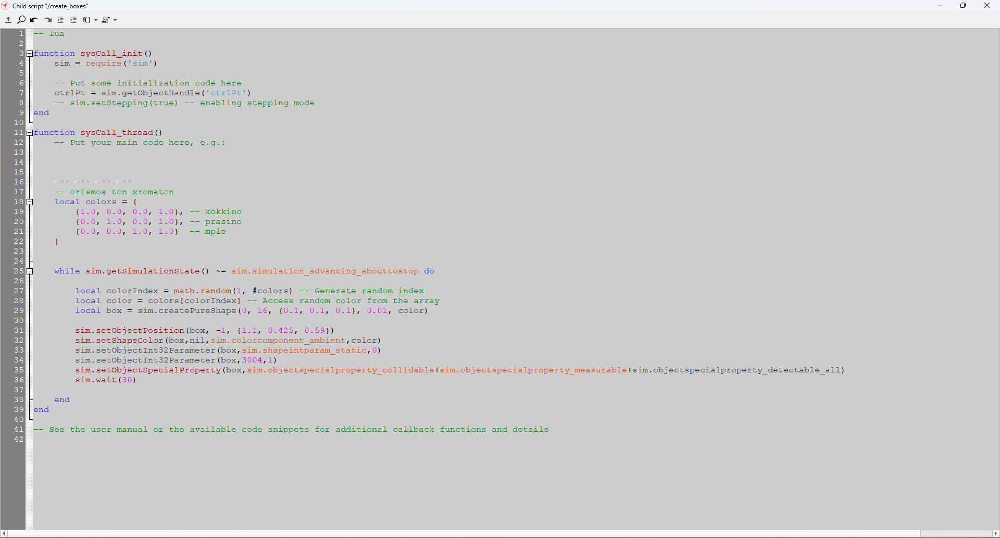 Child script "/create_boxes"
f()
1 -- lua
2
3 function sysCall_init()
4     sim = require('sim')
5
6     -- Put some initialization code here
7     ctrlPt = sim.getObjectHandle('ctrlPt')
8     -- sim.setStepping(true) -- enabling stepping mode
9 end
10
11 function sysCall_thread()
12     -- Put your main code here, e.g.:
13
14
15
16     ---------------
17     -- orismos ton xromaton
18     local colors = {
19         {1.0, 0.0, 0.0, 1.0}, -- kokkino
20         {0.0, 1.0, 0.0, 1.0}, -- prasino
21         {0.0, 0.0, 1.0, 1.0}  -- mple
22     }
23
24
25     while sim.getSimulationState() ~= sim.simulation_advancing_abouttostop do
26
27         local colorIndex = math.random(1, #colors) -- Generate random index
28         local color = colors[colorIndex] -- Access random color from the array
29         local box = sim.createPureShape(0, 16, {0.1, 0.1, 0.1}, 0.01, color)
30
31         sim.setObjectPosition(box, -1, {1.1, 0.425, 0.59})
32         sim.setShapeColor(box,nil,sim.colorcomponent_ambient,color)
33         sim.setObjectInt32Parameter(box,sim.shapeintparam_static,0)
34         sim.setObjectInt32Parameter(box,3004,1)
35         sim.setObjectSpecialProperty(box,sim.objectspecialproperty_collidable+sim.objectspecialproperty_measurable+sim.objectspecialproperty_detectable_all)
36         sim.wait(30)
37
38     end
39 end
40
41 -- See the user manual or the available code snippets for additional callback functions and details
42